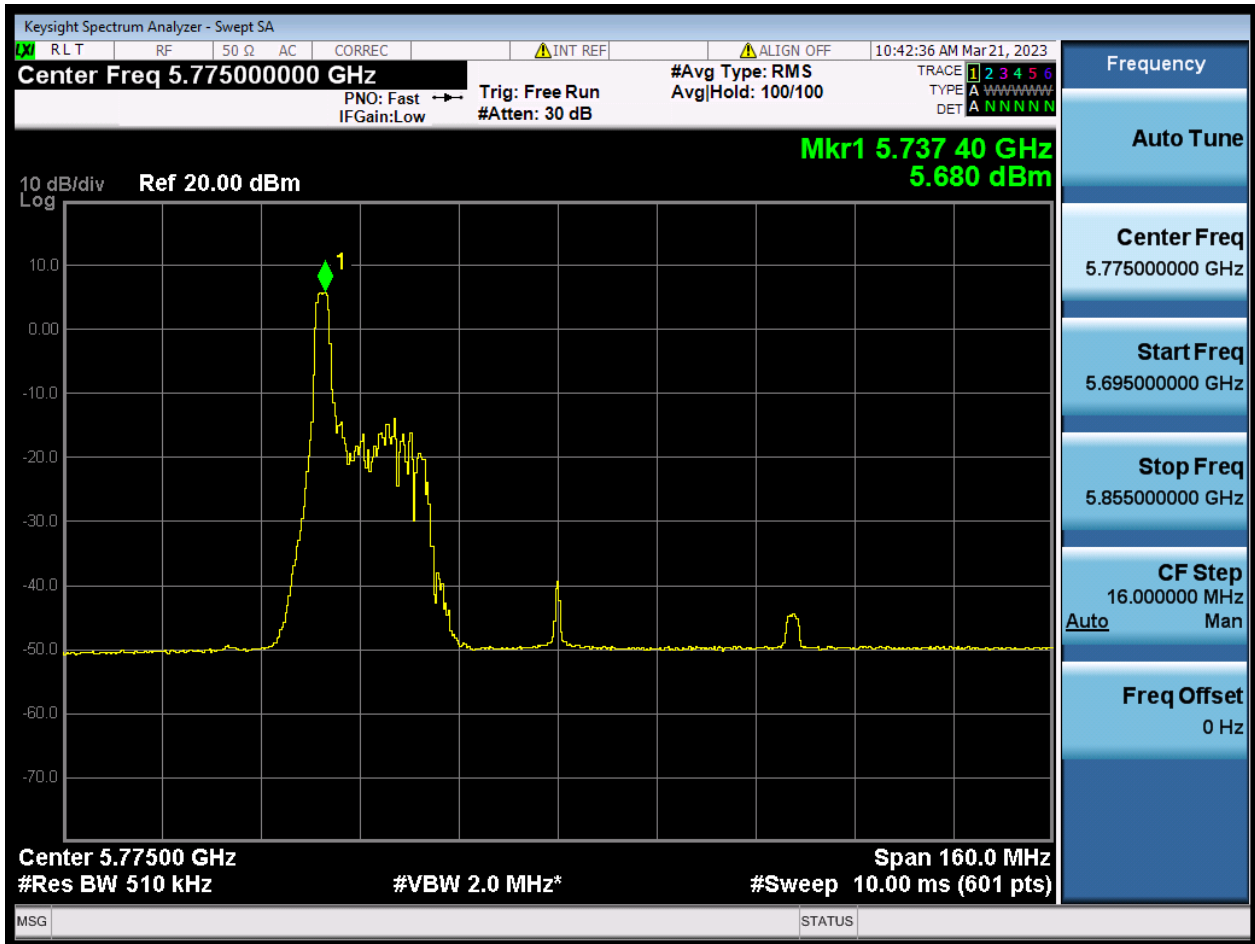 Keysight Spectrum Analyzer - Swept SA
LXI RLT RF 50 Ω AC CORREC INT REF ALIGN OFF 10:42:36 AM Mar 21, 2023
Center Freq 5.775000000 GHz
PNO: Fast
IFGain:Low
Trig: Free Run
#Atten: 30 dB
#Avg Type: RMS
Avg|Hold: 100/100
TRACE 1 2 3 4 5 6
TYPE A WWWWW
DET A N N N N N
Mkr1 5.737 40 GHz
5.680 dBm
10 dB/div Ref 20.00 dBm
Log
1
10.0
0.00
-10.0
-20.0
-30.0
-40.0
-50.0
-60.0
-70.0
Center 5.77500 GHz Span 160.0 MHz
#Res BW 510 kHz #VBW 2.0 MHz* #Sweep 10.00 ms (601 pts)
MSG STATUS
Frequency
Auto Tune
Center Freq
5.775000000 GHz
Start Freq
5.695000000 GHz
Stop Freq
5.855000000 GHz
CF Step
16.000000 MHz
Auto Man
Freq Offset
0 Hz